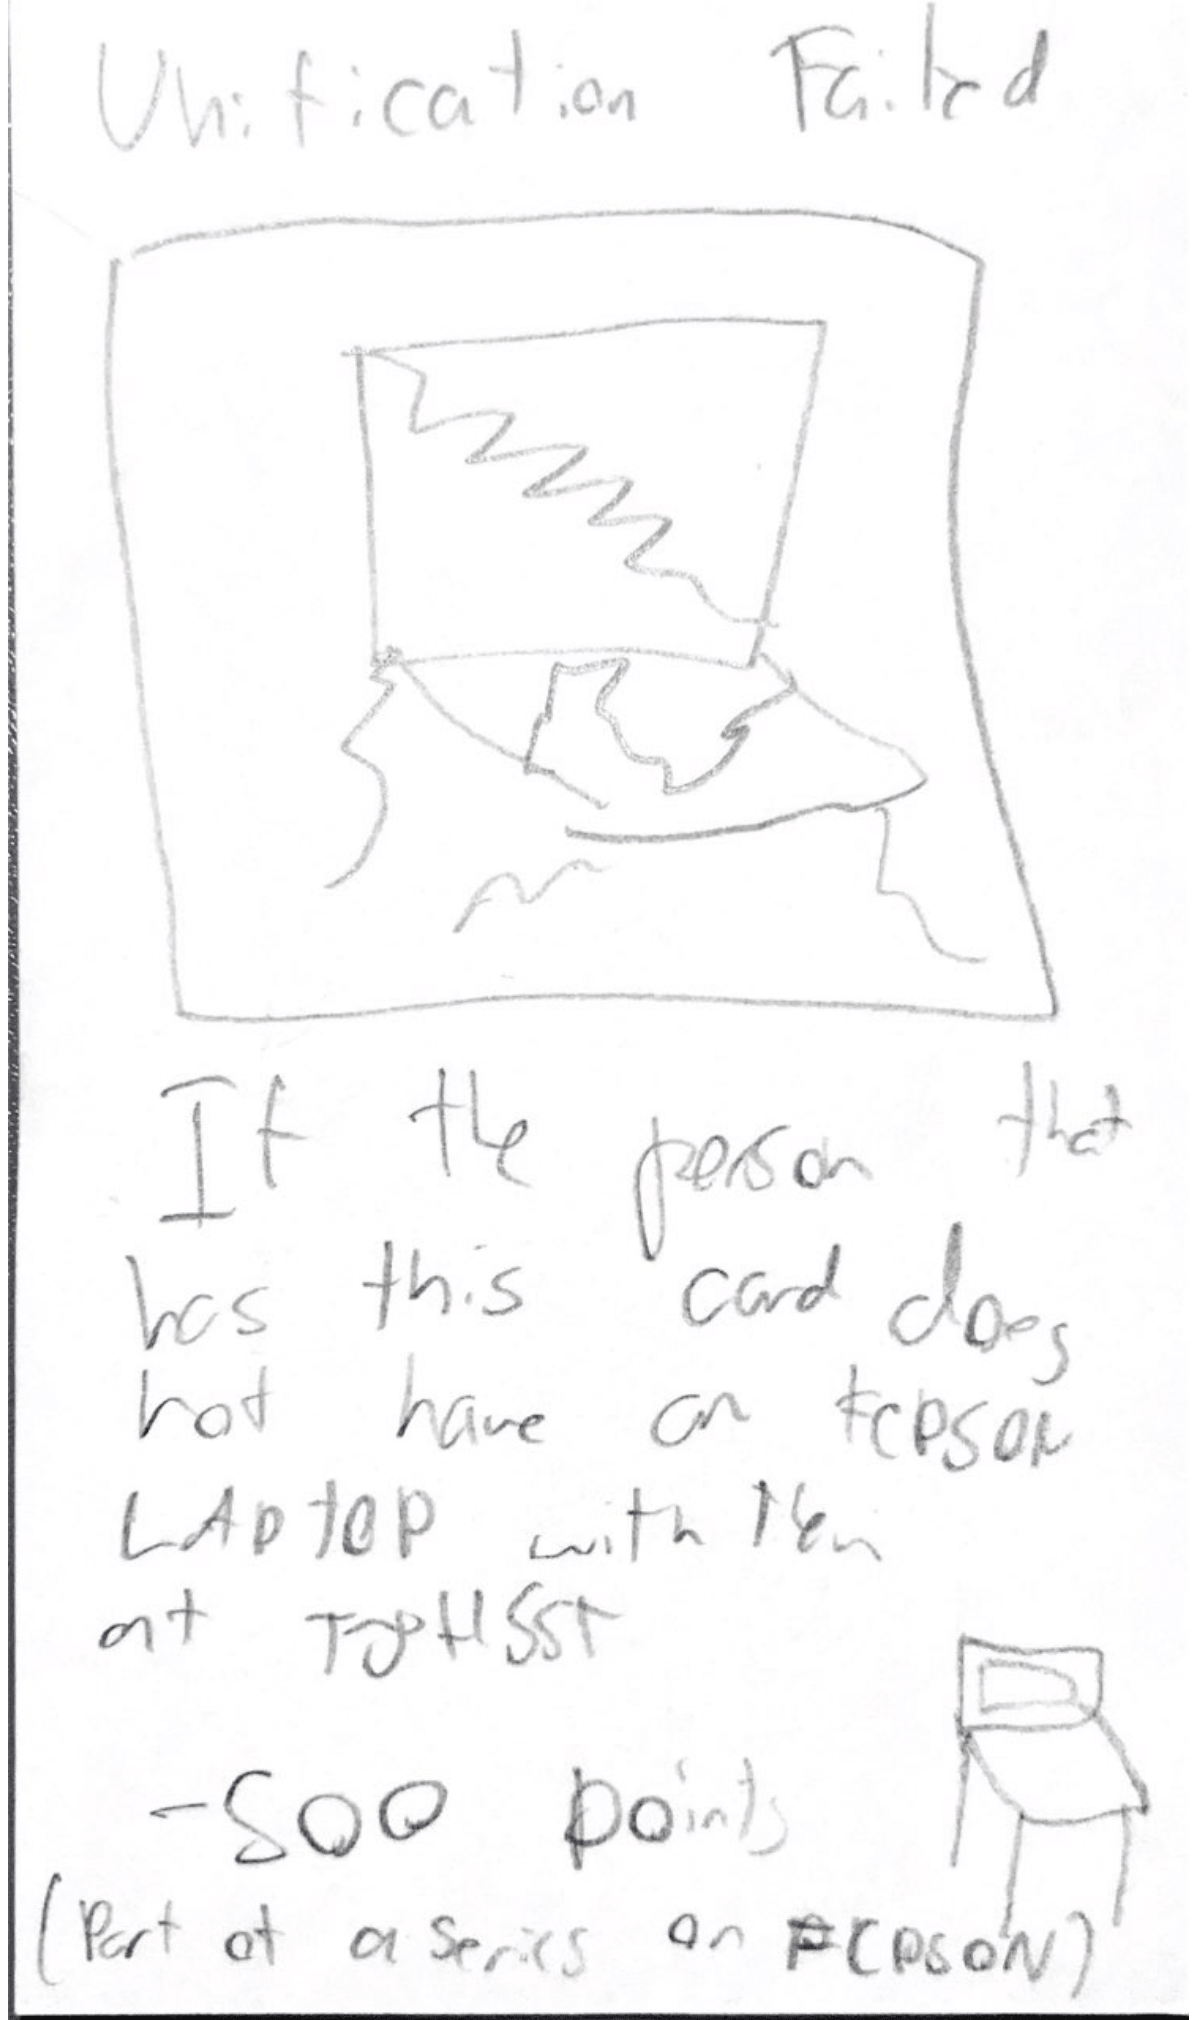 Unification Failed
If the person that
has this card does
not have an FCPSON
LAPTOP with them
at TJHSST
-500 points
(Part of a series on FCPSON)